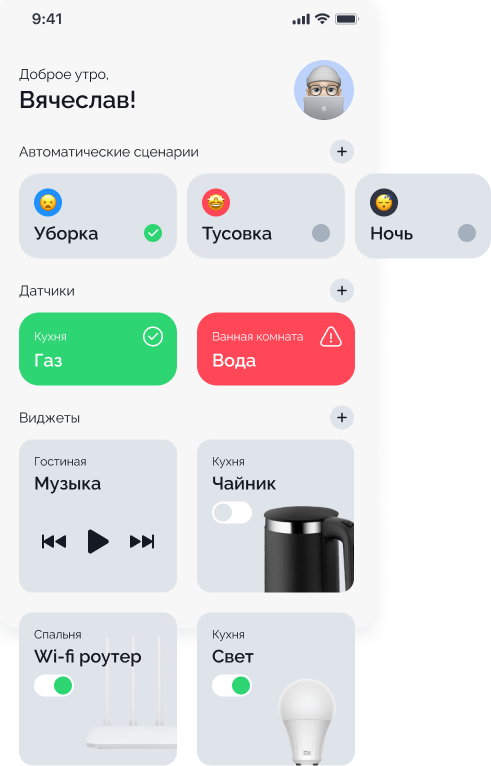 9:41
Доброе утро,
Вячеслав!
Автоматические сценарии
Уборка
Тусовка
Ночь
Датчики
Кухня
Газ
Ванная комната
Вода
Виджеты
Гостиная
Музыка
Кухня
Чайник
Спальня
Wi-fi роутер
Кухня
Свет